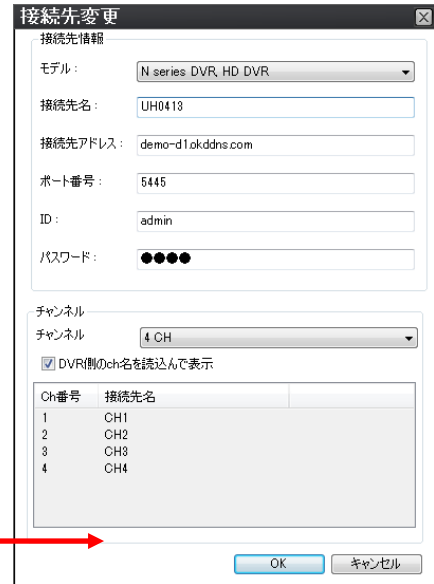 接続先変更
接続先情報
モデル： N series DVR, HD DVR
接続先名： UH0413
接続先アドレス： demo-d1.okddns.com
ポート番号： 5445
ID： admin
パスワード： ●●●●
チャンネル
チャンネル 4 CH
DVR側のch名を読込んで表示
Ch番号 接続先名
1 CH1
2 CH2
3 CH3
4 CH4
OK キャンセル